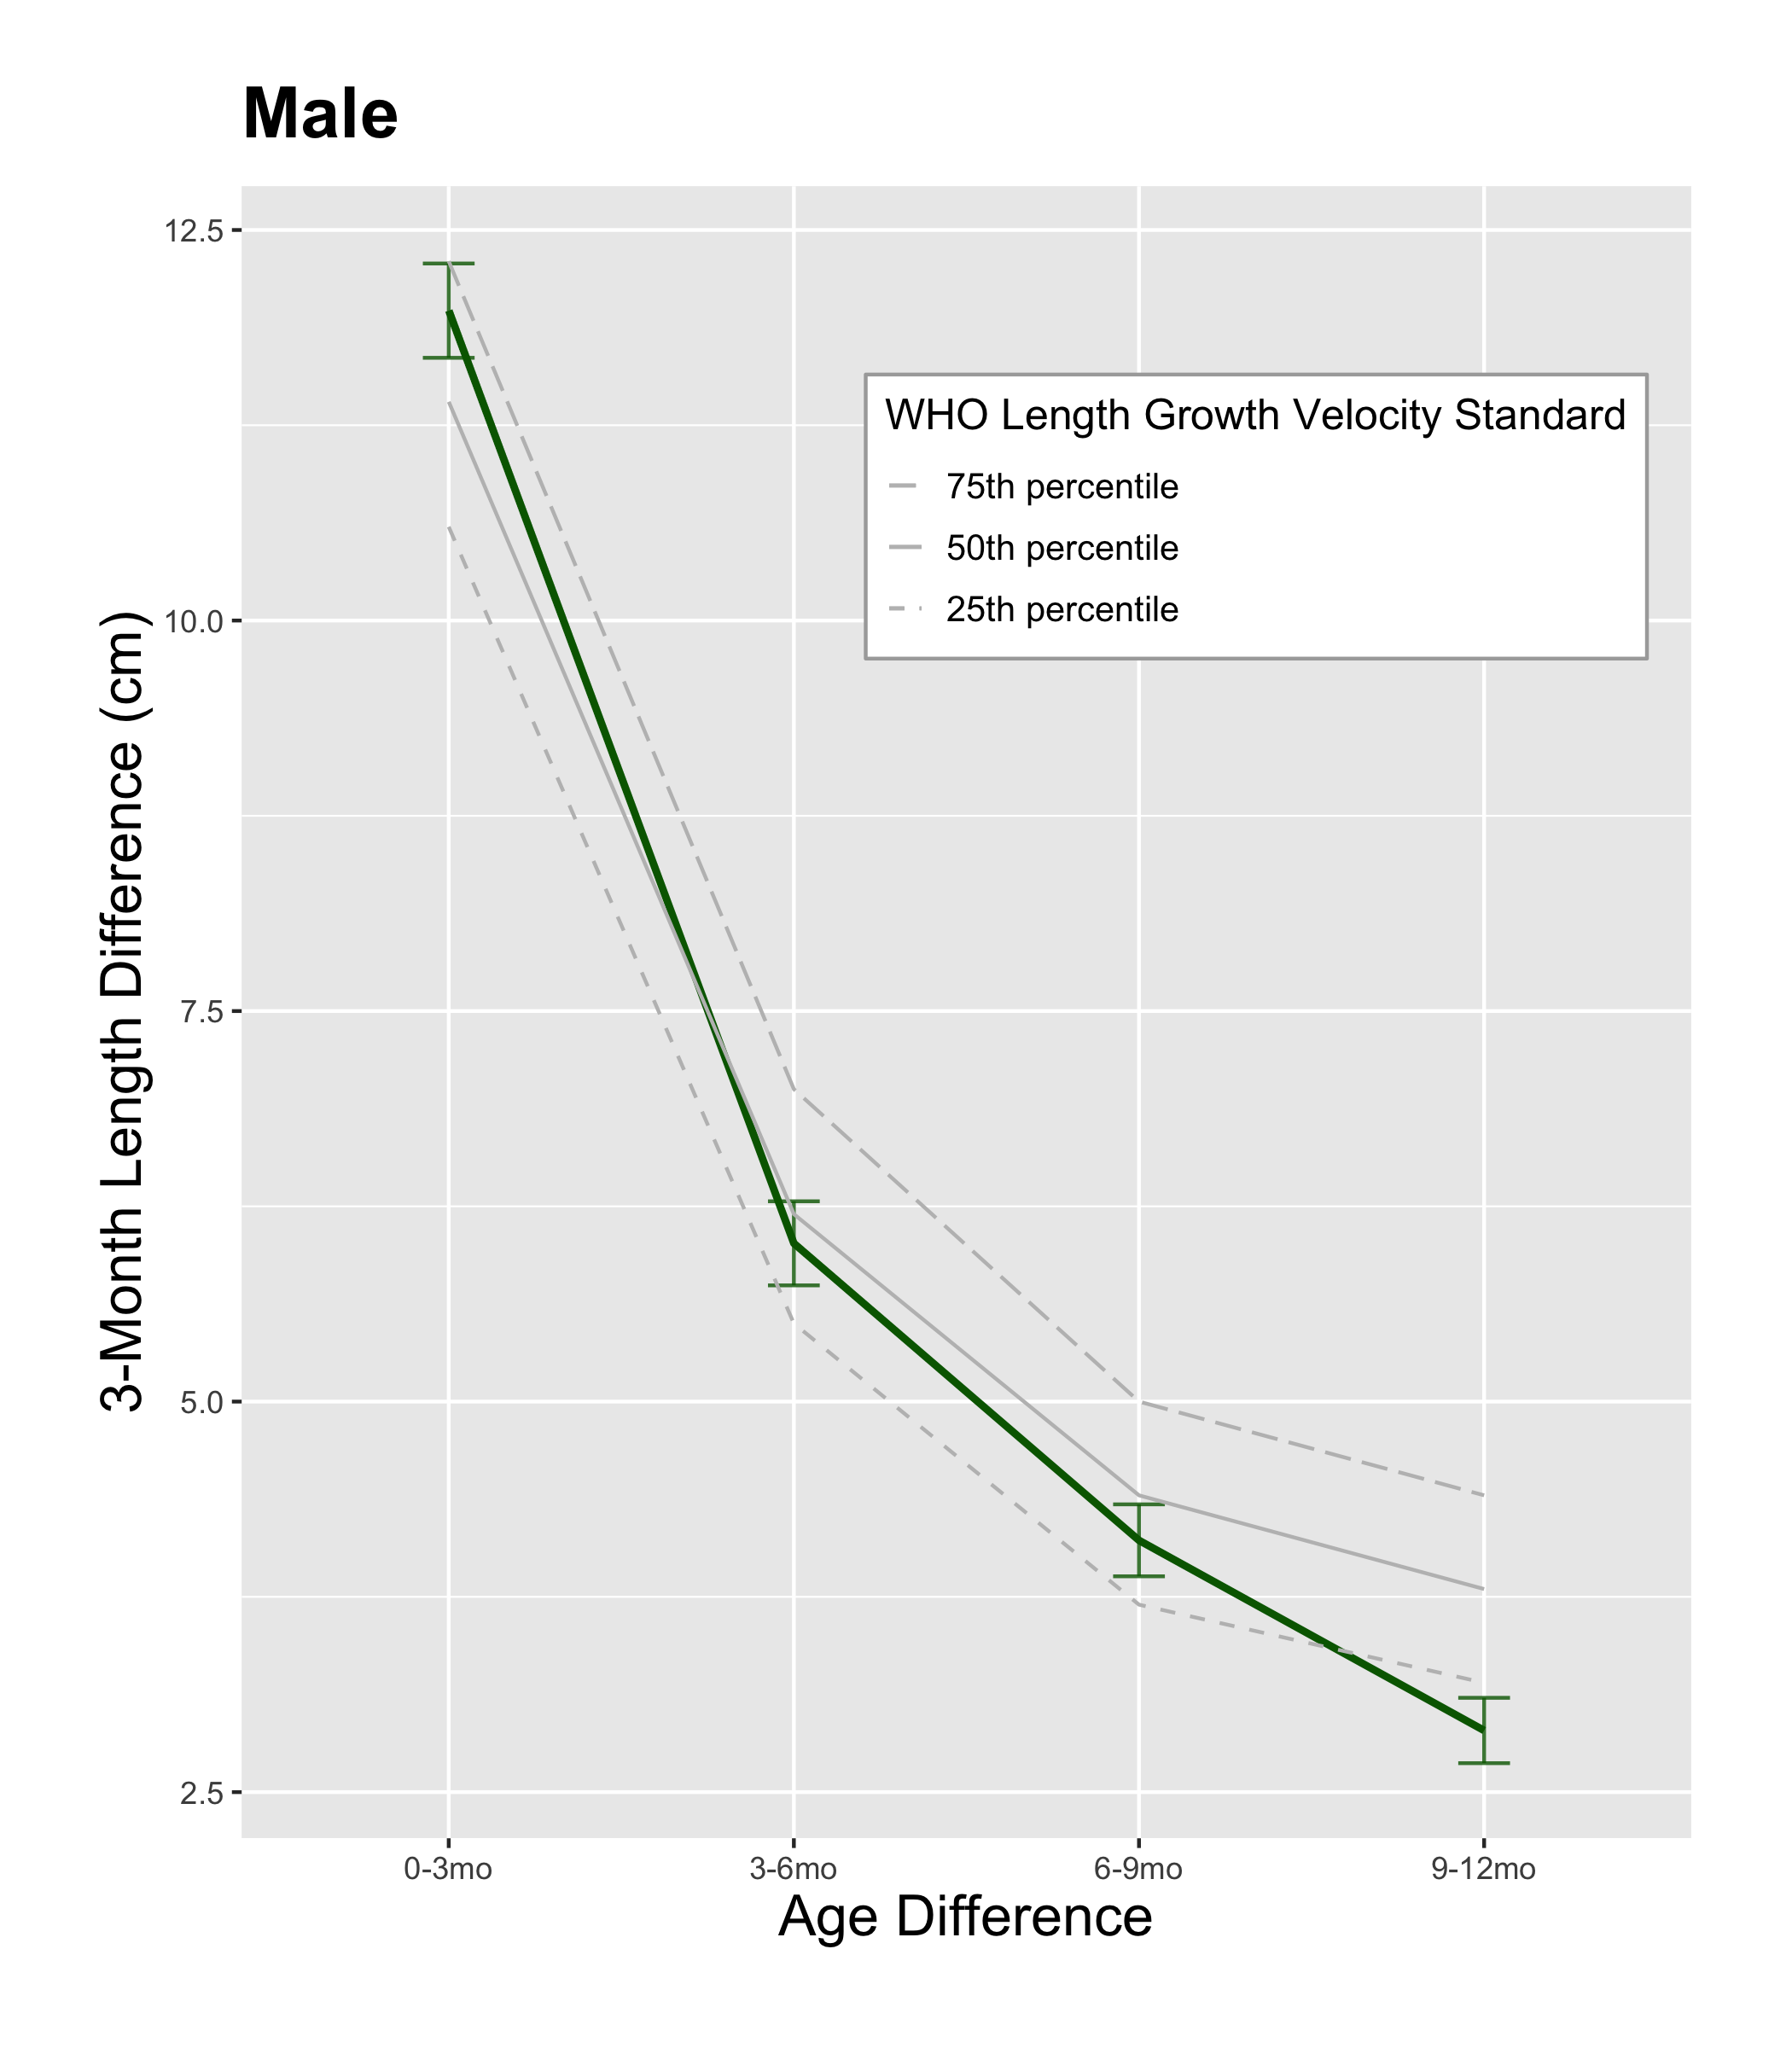 Male
12.5
10.0
7.5
5.0
2.5
3-Month Length Difference (cm)
WHO Length Growth Velocity Standard
75th percentile
50th percentile
25th percentile
0-3mo
3-6mo
6-9mo
9-12mo
Age Difference